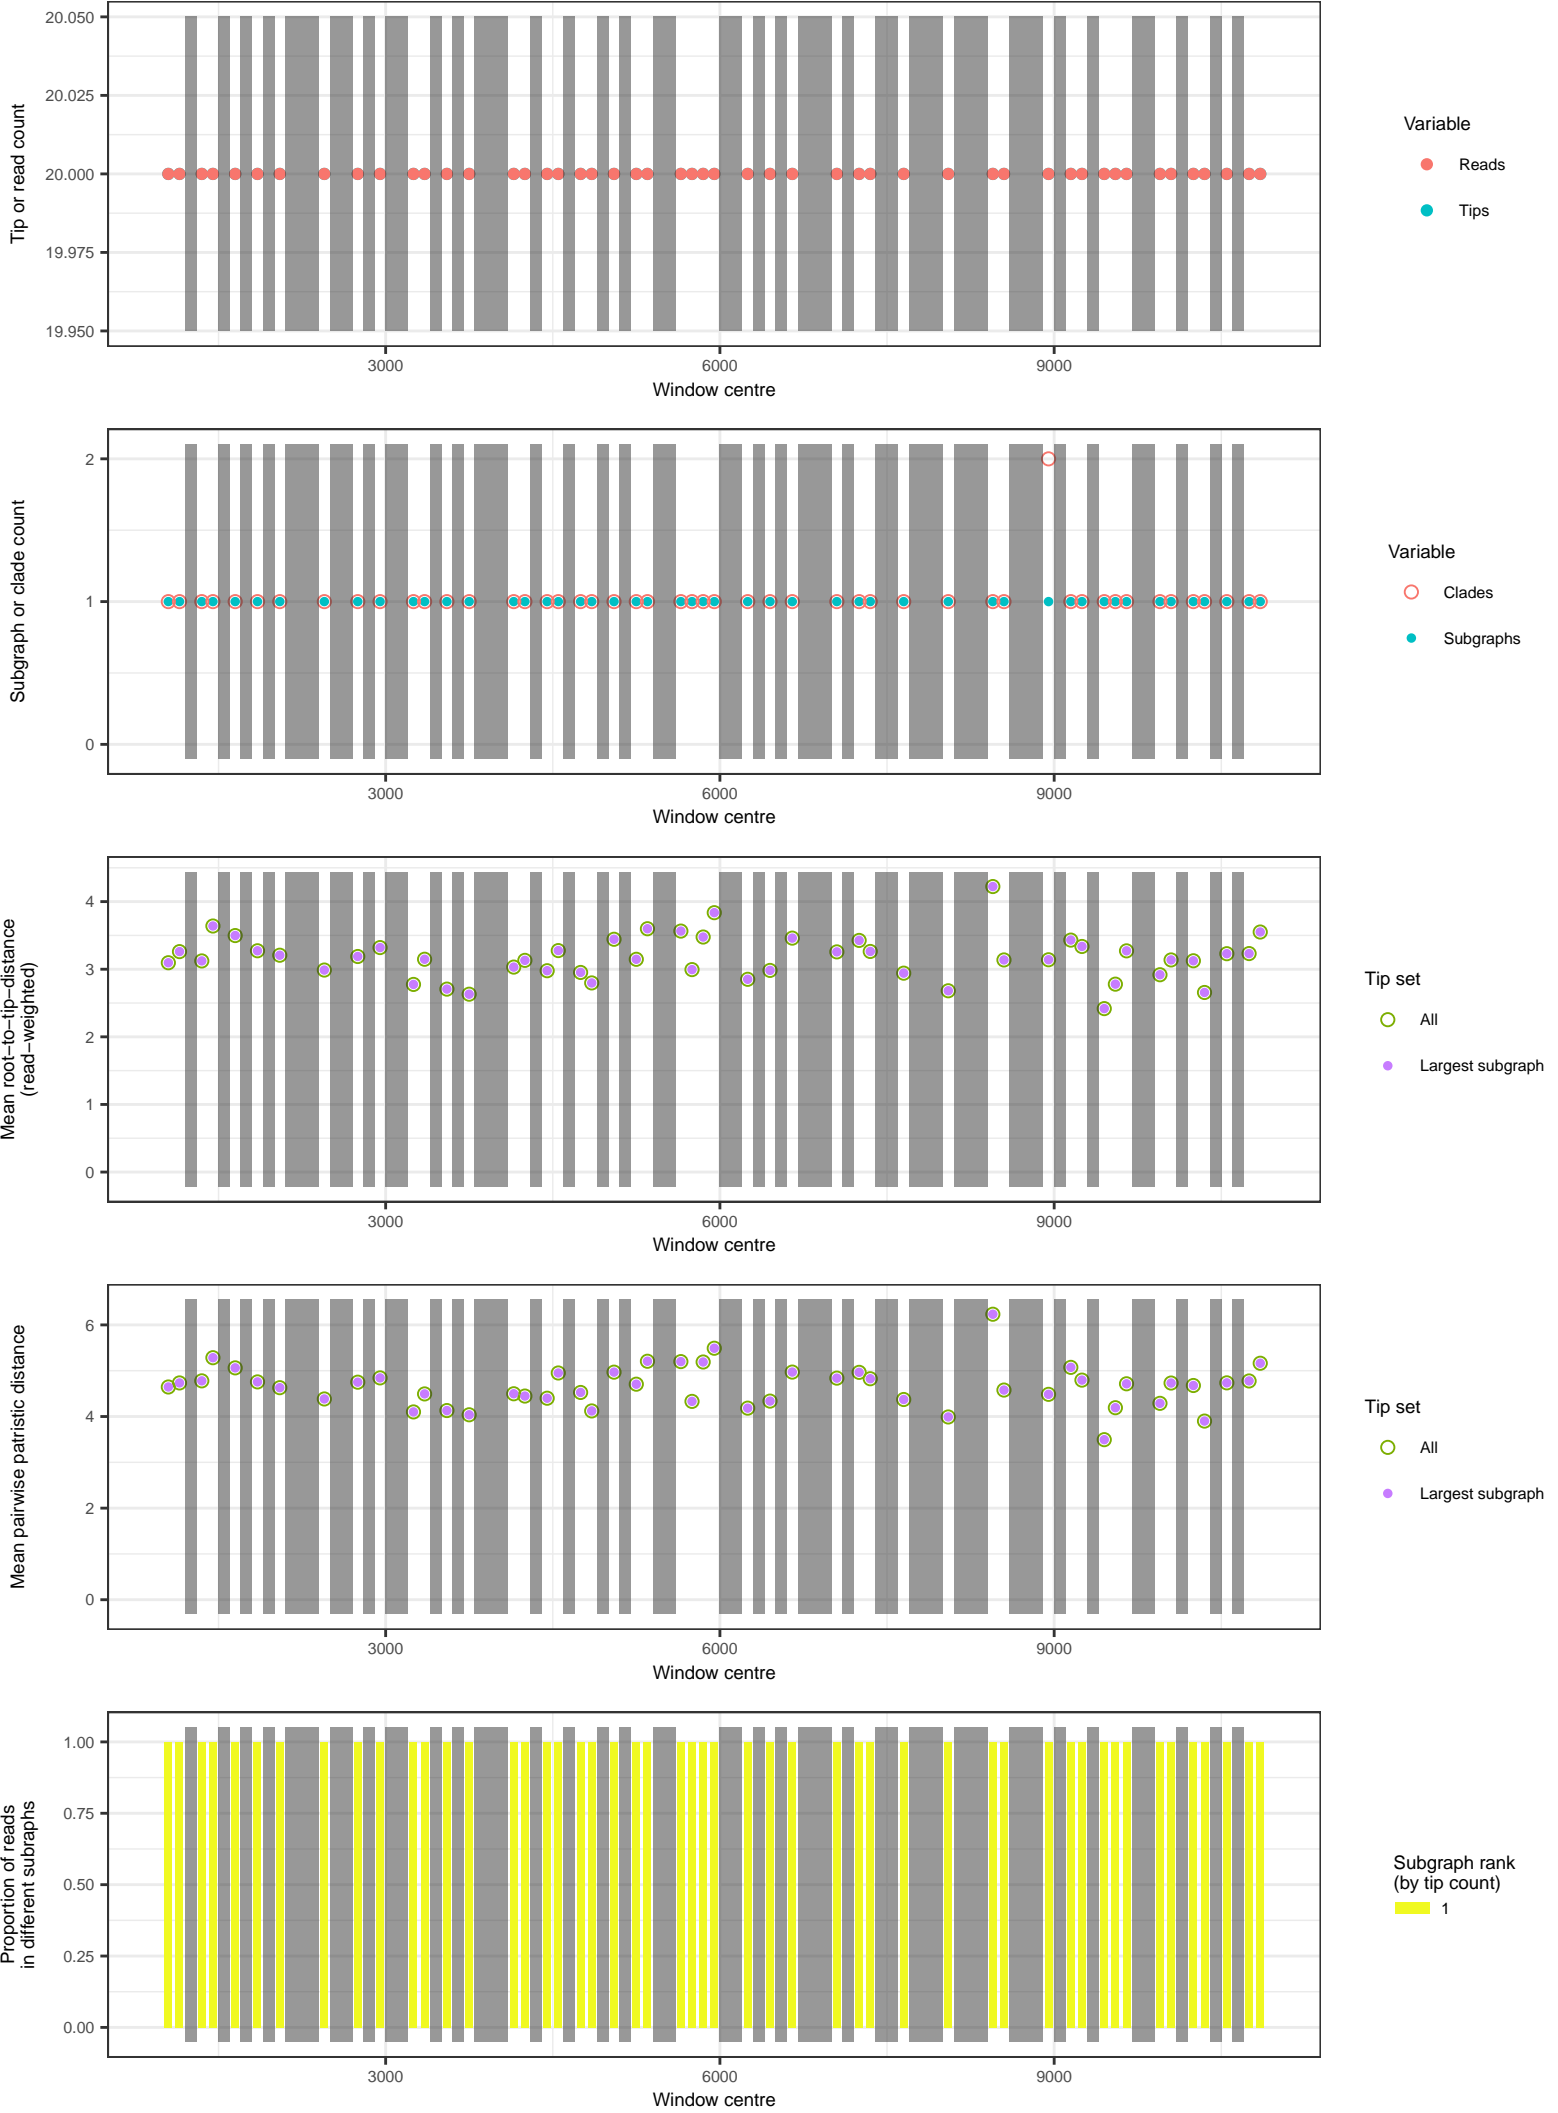 20.050
20.025
20.000
19.975
19.950
Tip or read count
3000
6000
9000
Window centre
Variable
Reads
Tips
2
1
0
Subgraph or clade count
3000
6000
9000
Window centre
Variable
Clades
Subgraphs
4
3
2
1
0
Mean root−to−tip−distance
(read−weighted)
3000
6000
9000
Window centre
Tip set
All
Largest subgraph
6
4
2
0
Mean pairwise patristic distance
3000
6000
9000
Window centre
Tip set
All
Largest subgraph
1.00
0.75
0.50
0.25
0.00
Proportion of reads
in different subraphs
3000
6000
9000
Window centre
Subgraph rank
(by tip count)
1